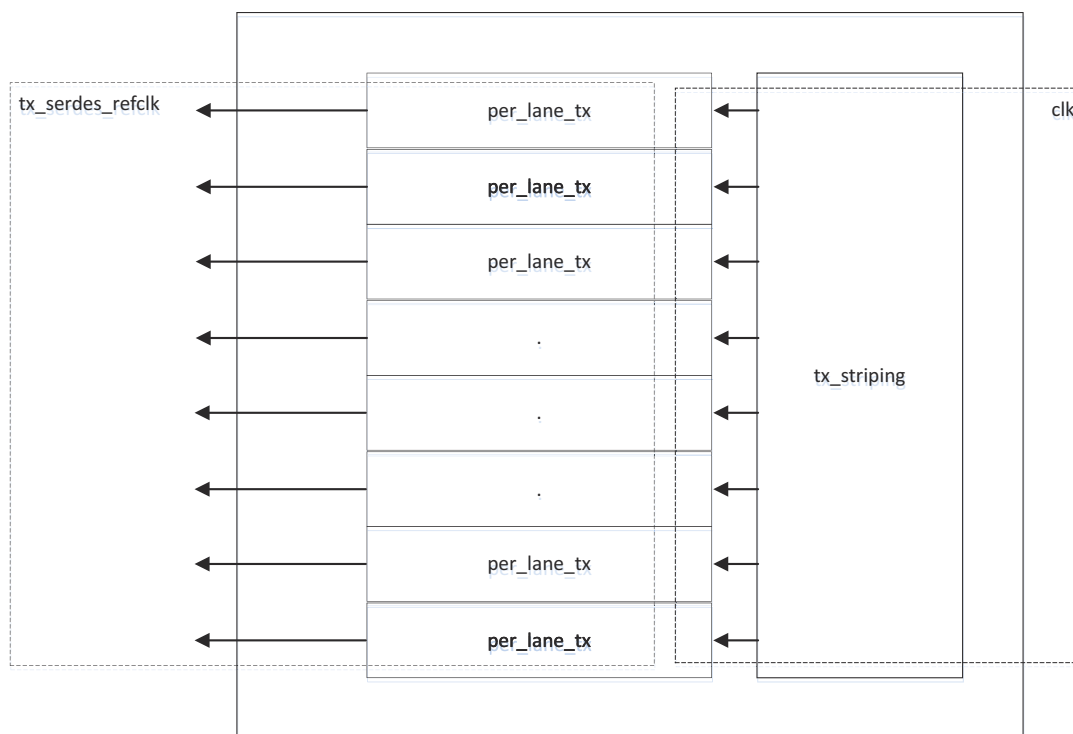 tx_serdes_refclk
per_lane_tx
clk
per_lane_tx
per_lane_tx
.
.
tx_striping
.
per_lane_tx
per_lane_tx